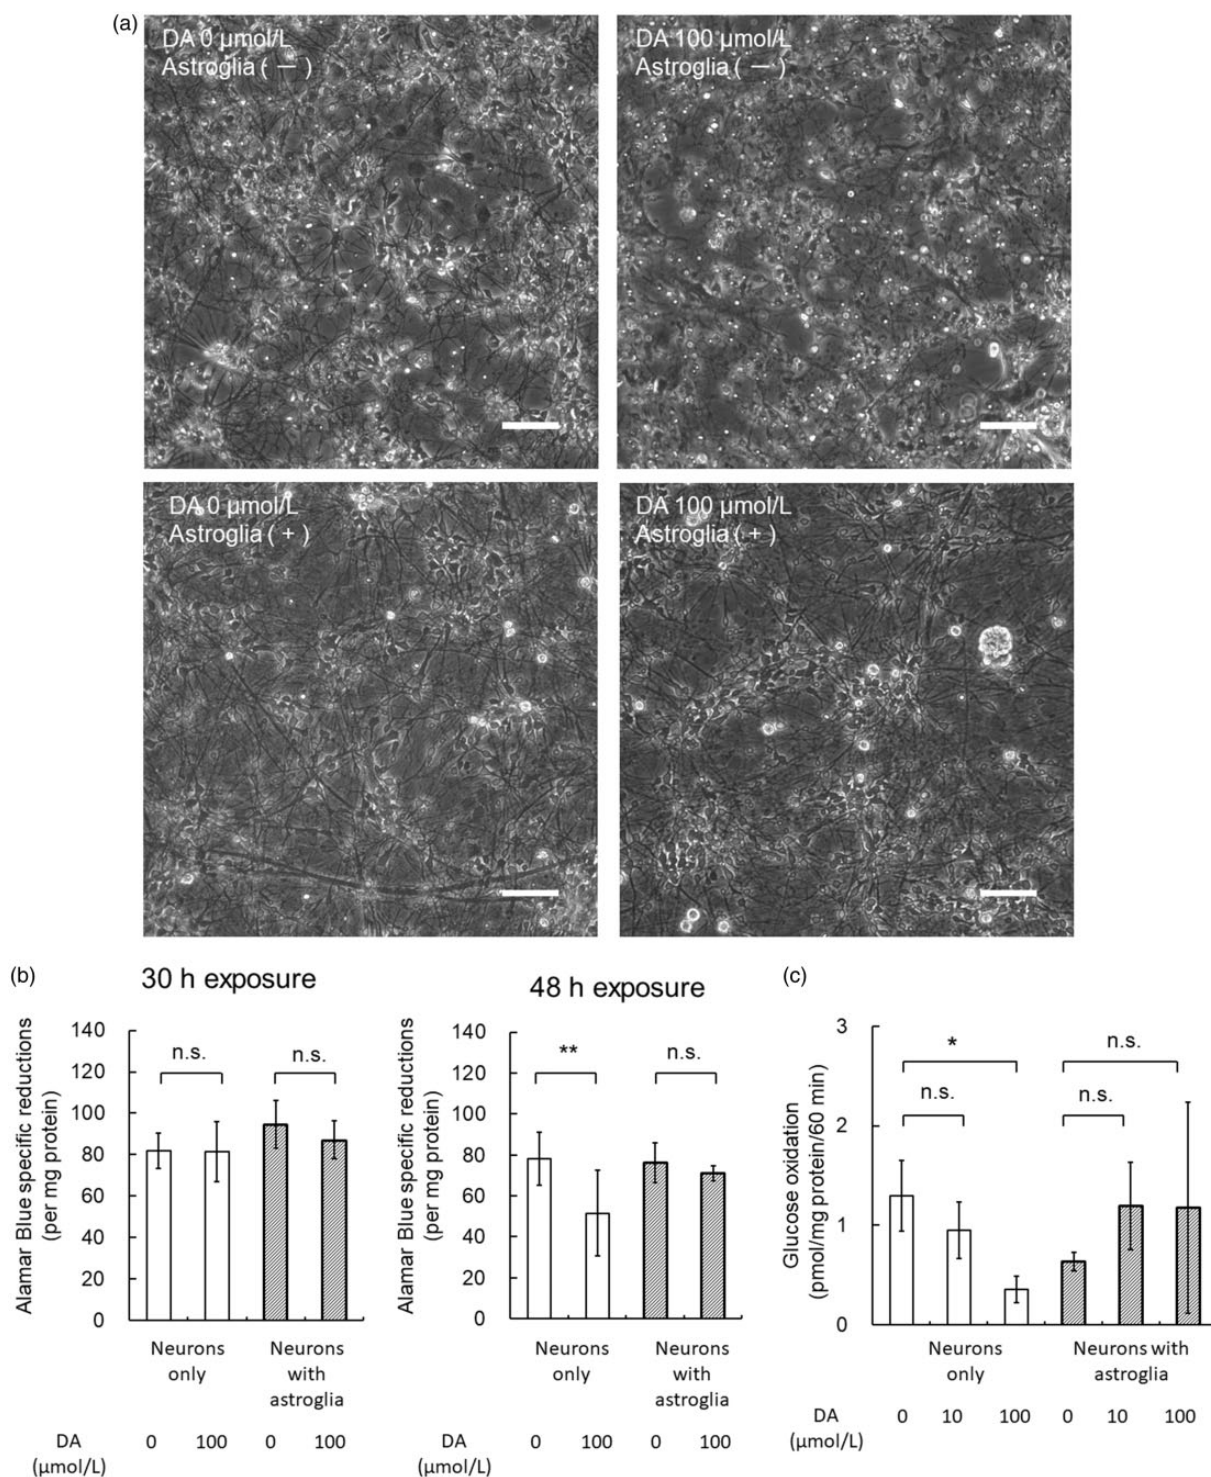 (a)
DA 0 μmol/L
Astroglia ( — )
DA 100 μmol/L
Astroglia ( — )
DA 0 μmol/L
Astroglia ( + )
DA 100 μmol/L
Astroglia ( + )
(b)
30 h exposure
Alamar Blue specific reductions
(per mg protein)
140
120
100
80
60
40
20
0
n.s.
n.s.
Neurons
only
Neurons
with
astroglia
DA
(μmol/L)
0
100
0
100
48 h exposure
Alamar Blue specific reductions
(per mg protein)
140
120
100
80
60
40
20
0
**
n.s.
Neurons
only
Neurons
with
astroglia
DA
(μmol/L)
0
100
0
100
(c)
Glucose oxidation
(pmol/mg protein/60 min)
3
2
1
0
*
n.s.
n.s.
n.s.
Neurons
only
Neurons with
astroglia
DA
(μmol/L)
0
10
100
0
10
100